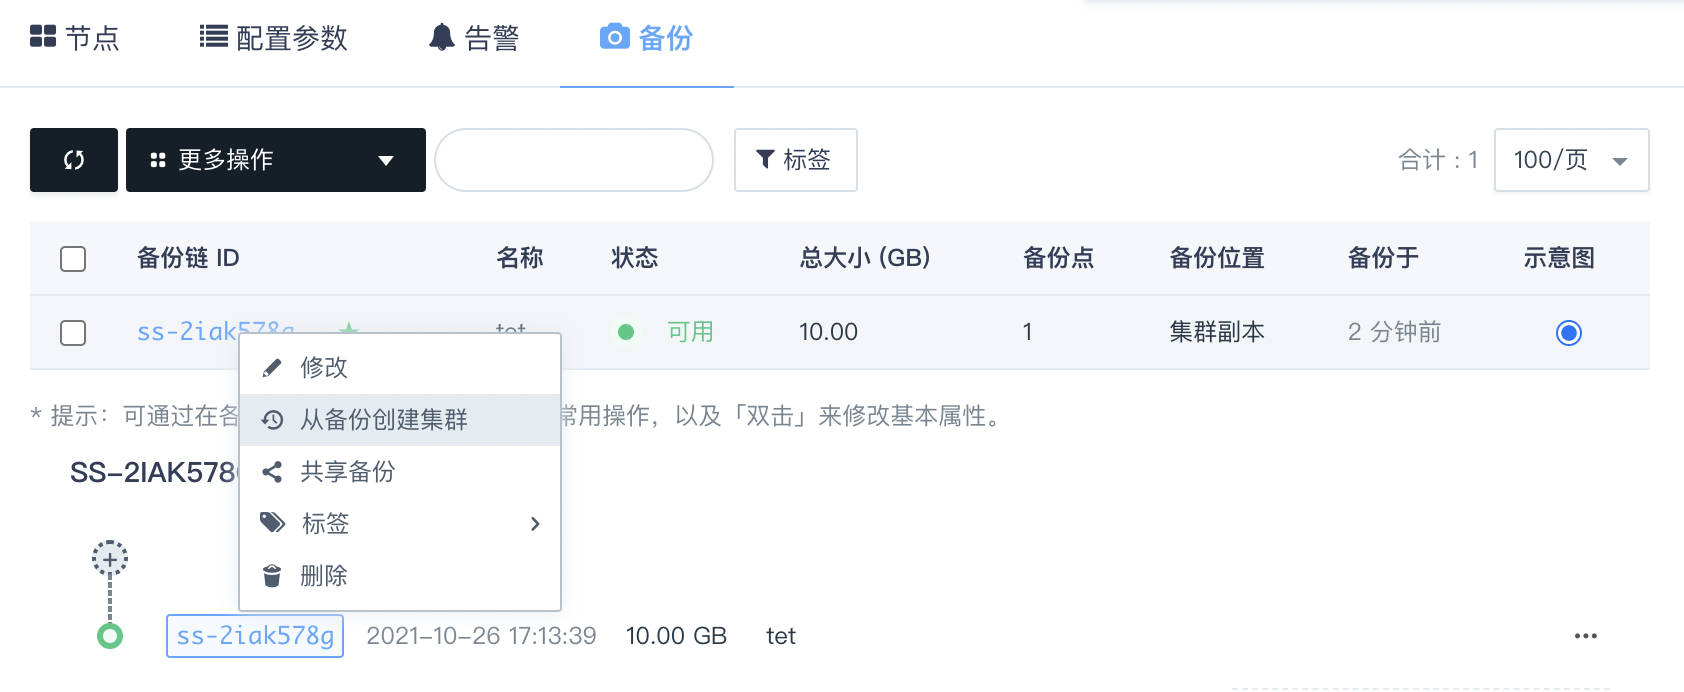 节点 配置参数 告警 备份
更多操作 标签 合计：1 100/页
备份链 ID 名称 状态 总大小 (GB) 备份点 备份位置 备份于 示意图
ss-2iak578g tet 可用 10.00 1 集群副本 2 分钟前
修改
* 提示：可通过在各 常用操作，以及「双击」来修改基本属性。
从备份创建集群
SS-2IAK578
共享备份
标签
删除
ss-2iak578g 2021-10-26 17:13:39 10.00 GB tet